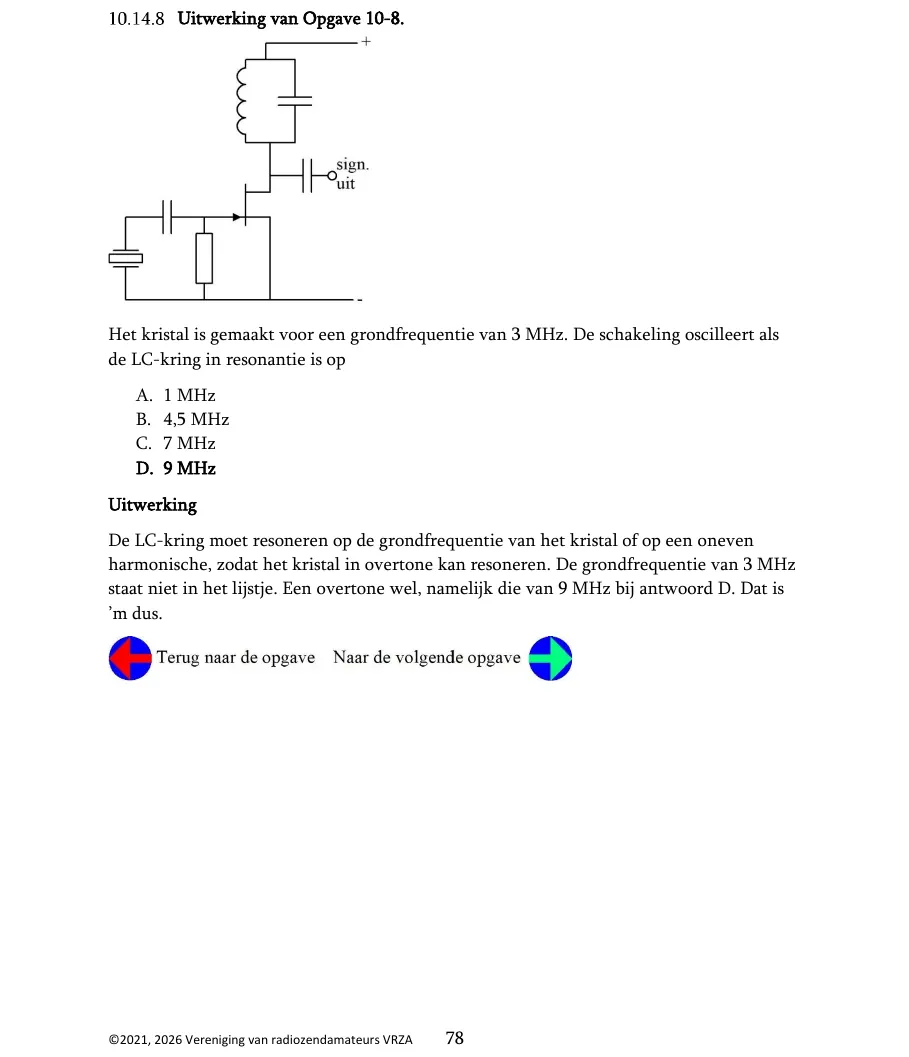 10.14.8 Uitwerking van Opgave 10-8.
+
sign.
uit
-
Het kristal is gemaakt voor een grondfrequentie van 3 MHz. De schakeling oscilleert als
de LC-kring in resonantie is op
A. 1 MHz
B. 4,5 MHz
C. 7 MHz
D. 9 MHz
Uitwerking
De LC-kring moet resoneren op de grondfrequentie van het kristal of op een oneven
harmonische, zodat het kristal in overtone kan resoneren. De grondfrequentie van 3 MHz
staat niet in het lijstje. Een overtone wel, namelijk die van 9 MHz bij antwoord D. Dat is
’m dus.
Terug naar de opgave Naar de volgende opgave
©2021, 2026 Vereniging van radiozendamateurs VRZA 78